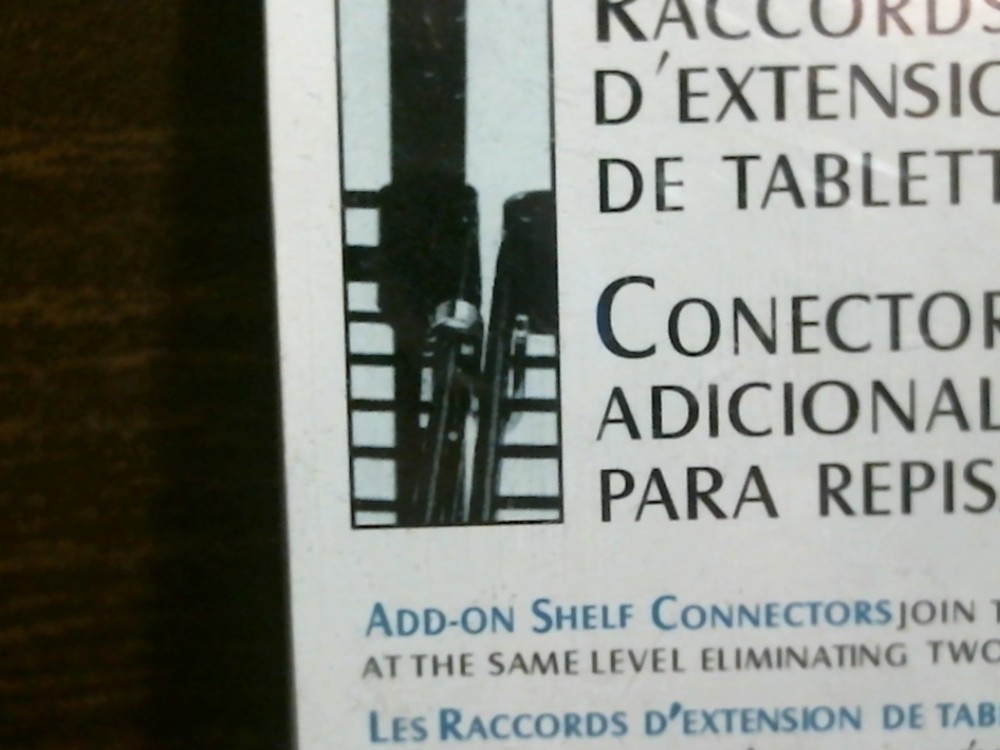 RACCORDS
D'EXTENSIO
DE TABLETT
CONECTOR
ADICIONAL
PARA REPIS
ADD-ON SHELF CONNECTORS JOIN T
AT THE SAME LEVEL ELIMINATING TWO
LES RACCORDS D'EXTENSION DE TAB